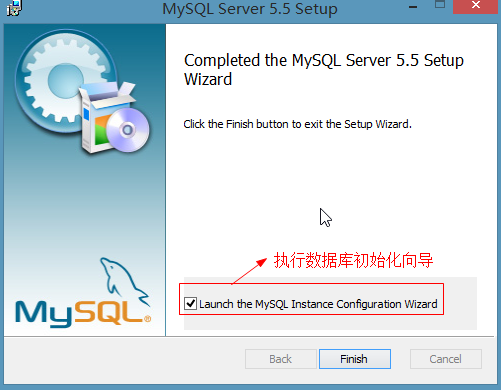 MySQL Server 5.5 Setup
Completed the MySQL Server 5.5 Setup
Wizard
Click the Finish button to exit the Setup Wizard.
执行数据库初始化向导
Launch the MySQL Instance Configuration Wizard
MySQL®
Back
Finish
Cancel